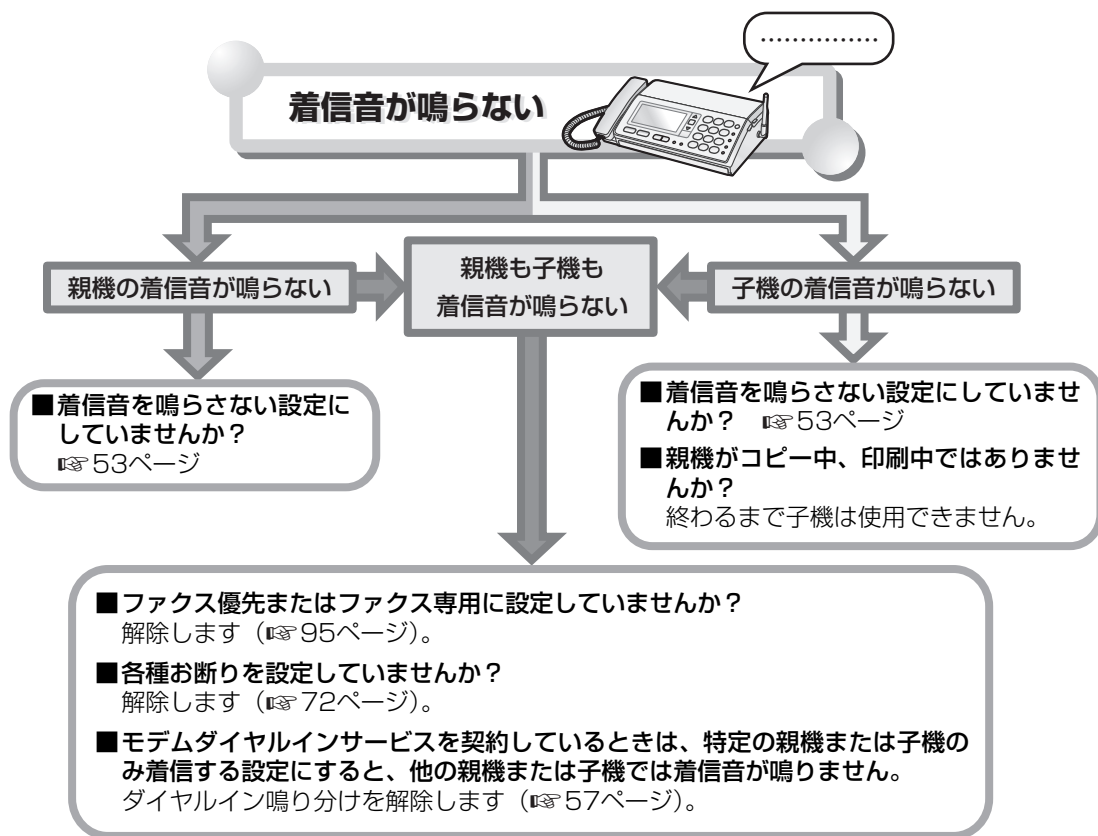 ……………
着信音が鳴らない
親機の着信音が鳴らない
親機も子機も
着信音が鳴らない
子機の着信音が鳴らない
■着信音を鳴らさない設定に
していませんか？
☞53ページ
■着信音を鳴らさない設定にしていませ
んか？ ☞53ページ
■親機がコピー中、印刷中ではありませ
んか？
終わるまで子機は使用できません。
■ファクス優先またはファクス専用に設定していませんか？
解除します（☞95ページ）。
■各種お断りを設定していませんか？
解除します（☞72ページ）。
■モデムダイヤルインサービスを契約しているときは、特定の親機または子機の
み着信する設定にすると、他の親機または子機では着信音が鳴りません。
ダイヤルイン鳴り分けを解除します（☞57ページ）。